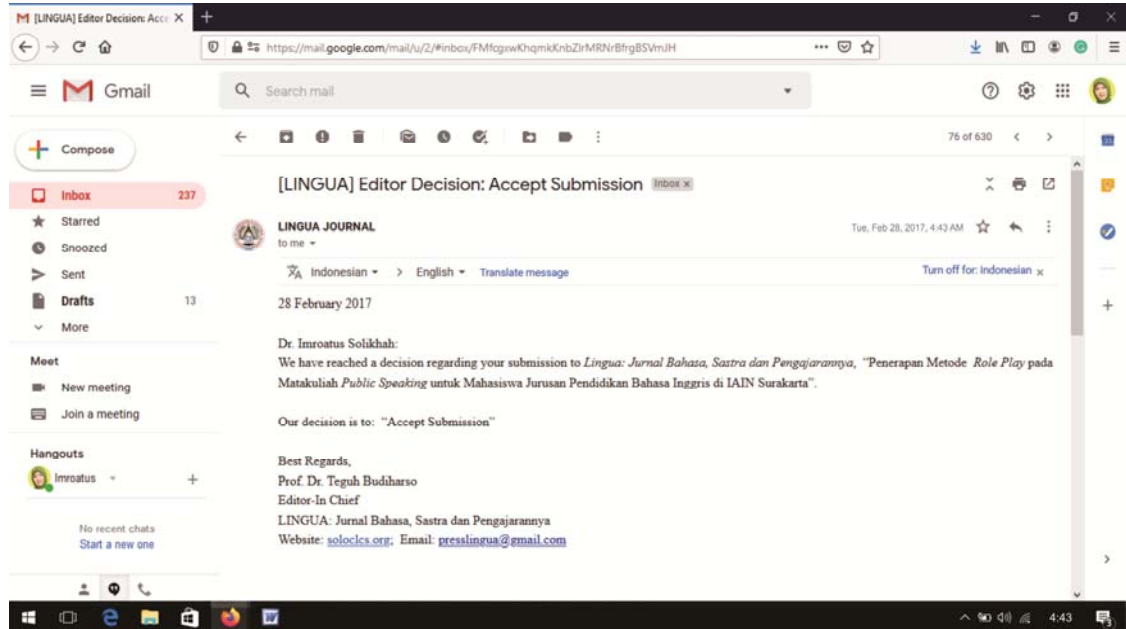 [LINGUA] Editor Decision: Acce
https://mail.google.com/mail/u/2/#inbox/FMfcgxwKhqmkKnbZlrMRNrBfrgBSVmJH
Gmail
Search mail
Compose
76 of 630
Inbox 237
Starred
Snoozed
Sent
Drafts 13
More
Meet
New meeting
Join a meeting
Hangouts
Imroatus
No recent chats
Start a new one
[LINGUA] Editor Decision: Accept Submission Inbox x
LINGUA JOURNAL
Tue, Feb 28, 2017, 4:43 AM
to me
Indonesian > English Translate message
Turn off for: Indonesian x
28 February 2017
Dr. Imroatus Solikhah:
We have reached a decision regarding your submission to Lingua: Jurnal Bahasa, Sastra dan Pengajarannya, "Penerapan Metode Role Play pada
Matakuliah Public Speaking untuk Mahasiswa Jurusan Pendidikan Bahasa Inggris di IAIN Surakarta".
Our decision is to: "Accept Submission"
Best Regards,
Prof. Dr. Teguh Budiharso
Editor-In Chief
LINGUA: Jurnal Bahasa, Sastra dan Pengajarannya
Website: soloclcs.org; Email: presslingua@gmail.com
4:43